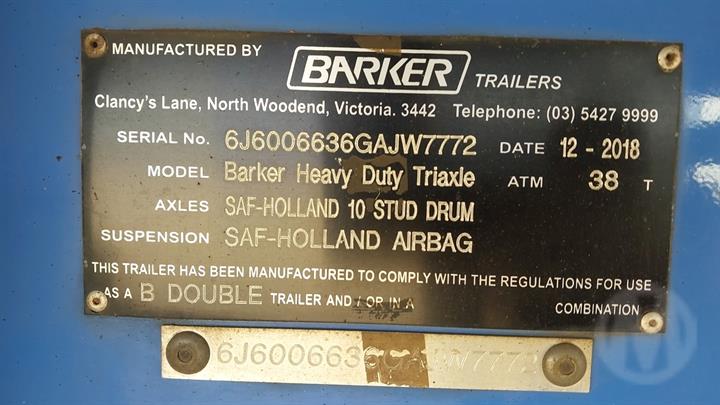 MANUFACTURED BY BARKER TRAILERS
Clancy's Lane, North Woodend, Victoria. 3442 Telephone: (03) 5427 9999
SERIAL No. 6J6006636GAJW7772 DATE 12 - 2018
MODEL Barker Heavy Duty Triaxle ATM 38 T
AXLES SAF-HOLLAND 10 STUD DRUM
SUSPENSION SAF-HOLLAND AIRBAG
THIS TRAILER HAS BEEN MANUFACTURED TO COMPLY WITH THE REGULATIONS FOR USE
AS A B DOUBLE TRAILER AND / OR IN A COMBINATION
6J6006636GAJW7772